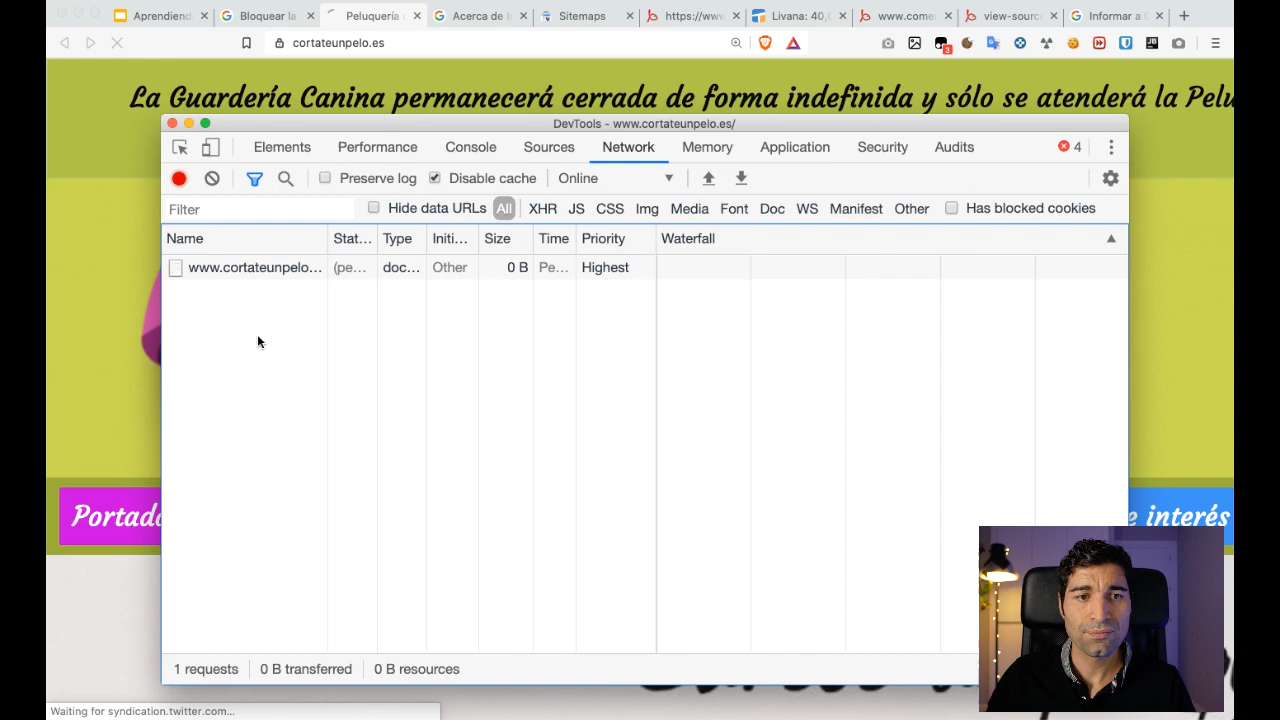 Aprendiend
Bloquear la
Peluquería
Acerca de
Sitemaps
https://ww
Livana: 40,
www.come
view-sourc
Informar a
cortateunpelo.es
3
La Guardería Canina permanecerá cerrada de forma indefinida y sólo se atenderá la Pelu
DevTools - www.cortateunpelo.es/
Elements Performance Console Sources Network Memory Application Security Audits 4
Preserve log Disable cache Online
Filter Hide data URLs All XHR JS CSS Img Media Font Doc WS Manifest Other Has blocked cookies
Name Stat... Type Initi... Size Time Priority Waterfall
www.cortateunpelo... (pe... doc... Other 0 B Pe... Highest
Portada
e interés
1 requests 0 B transferred 0 B resources
Waiting for syndication.twitter.com...